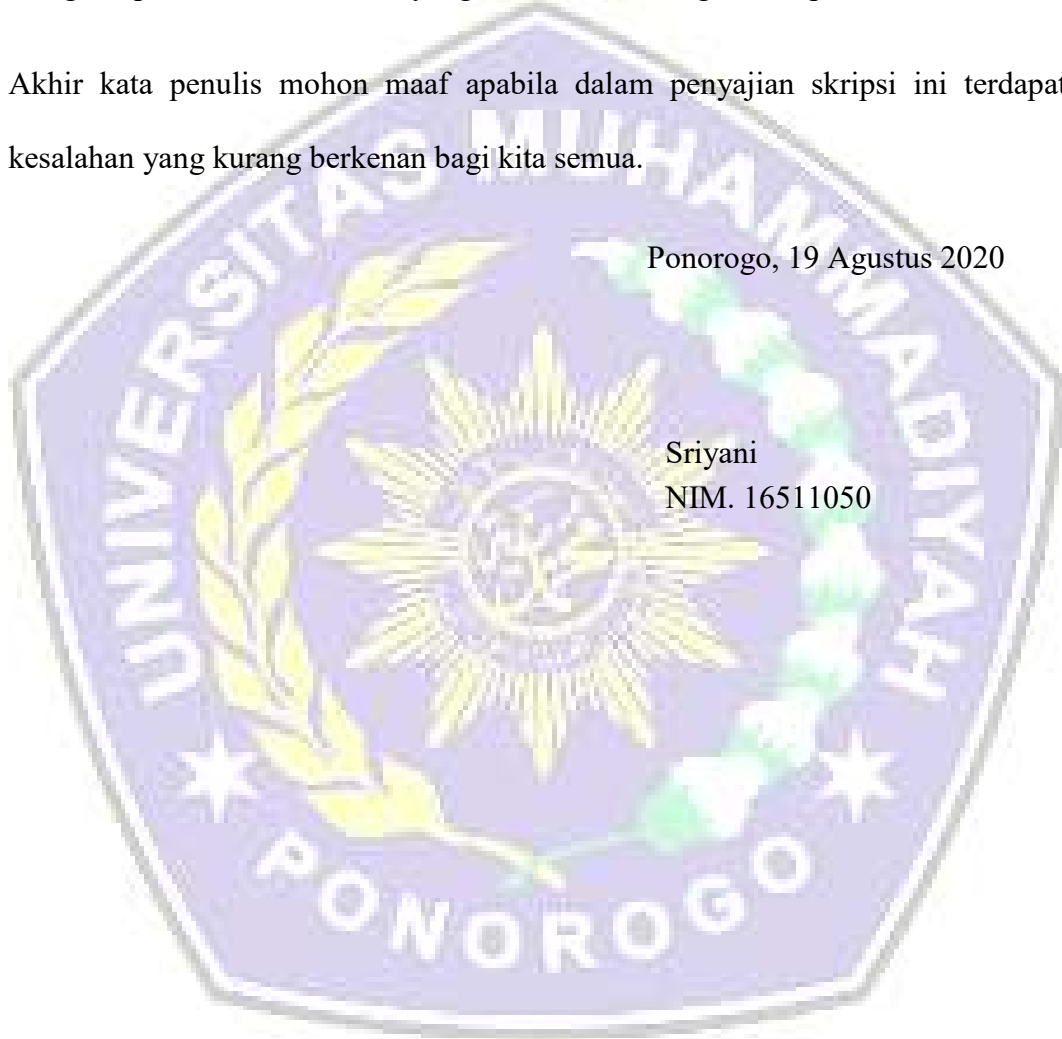 Akhir kata penulis mohon maaf apabila dalam penyajian skripsi ini terdapat
kesalahan yang kurang berkenan bagi kita semua.
Ponorogo, 19 Agustus 2020
Sriyani
NIM. 16511050
UNIVERSITAS MUHAMMADIYAH
PONOROGO